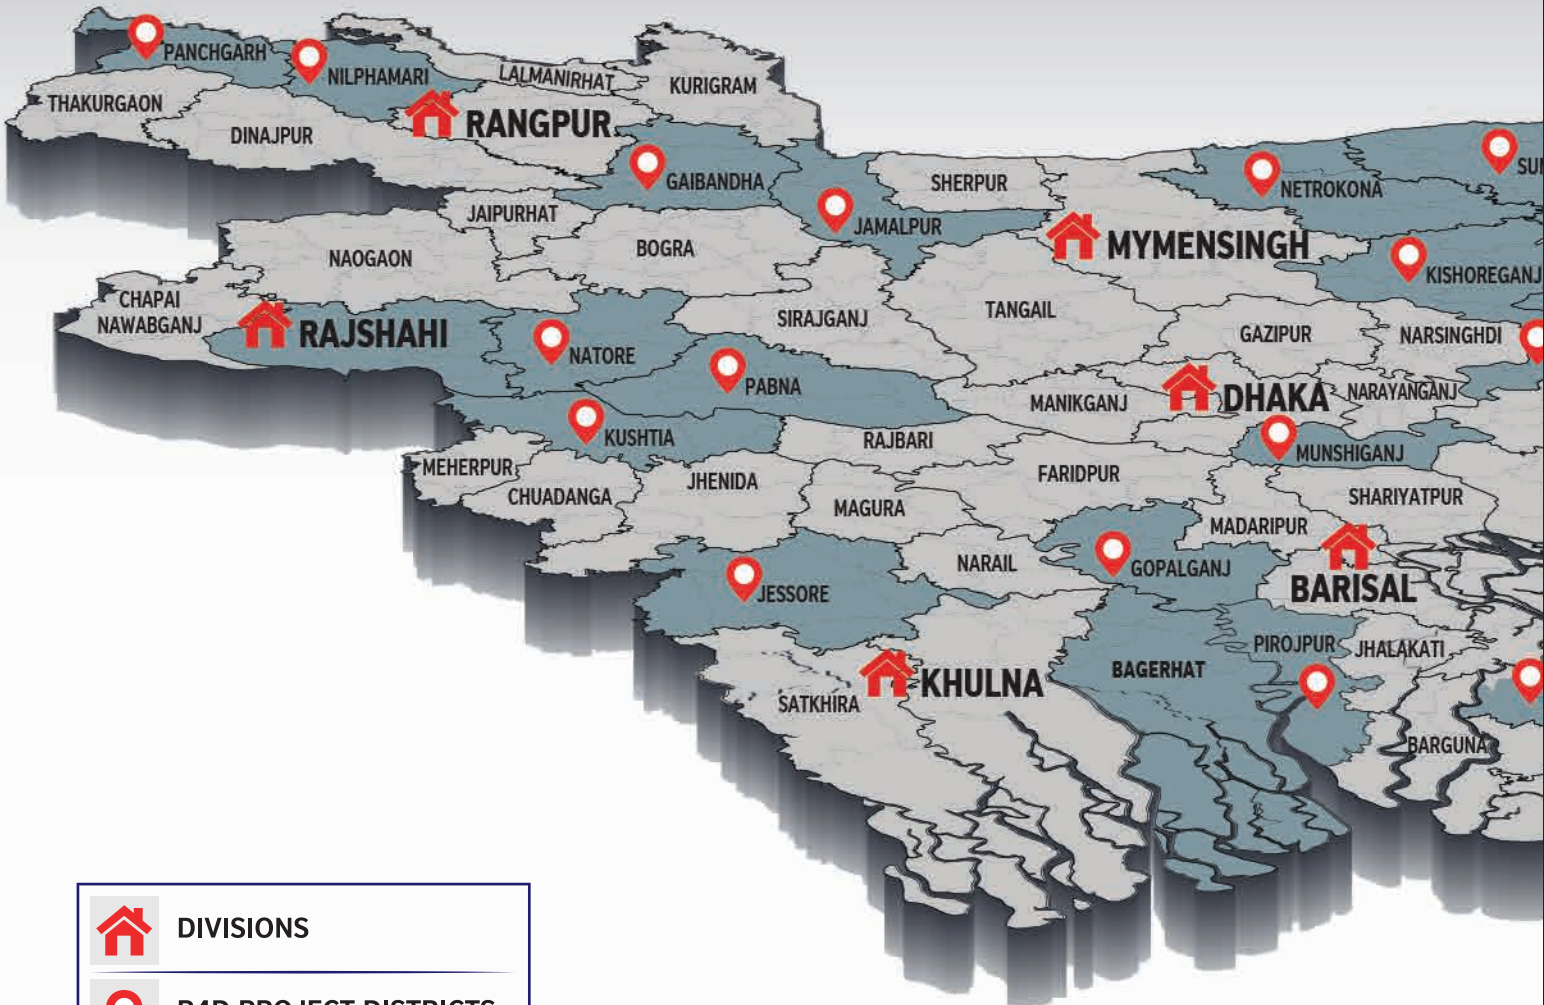 PANCHGARH
NILPHAMARI
LALMANIRHAT
KURIGRAM
THAKURGAON
DINAJPUR
RANGPUR
GAIBANDHA
SHERPUR
NETROKONA
JAIPURHAT
JAMALPUR
NAOGAON
BOGRA
MYMENSINGH
KISHOREGANJ
CHAPAI
NAWABGANJ
RAJSHAHI
SIRAJGANJ
TANGAIL
GAZIPUR
NARSINGHDI
NATORE
PABNA
MANIKGANJ
DHAKA
NARAYANGANJ
KUSHTIA
RAJBARI
MUNSHIGANJ
MEHERPUR
CHUADANGA
JHENIDA
MAGURA
FARIDPUR
SHARIYATPUR
MADARIPUR
NARAIL
GOPALGANJ
BARISAL
JESSORE
PIROJPUR
JHALAKATI
BAGERHAT
KHULNA
SATKHIRA
BARGUNA
DIVISIONS
PROJECT DISTRICTS